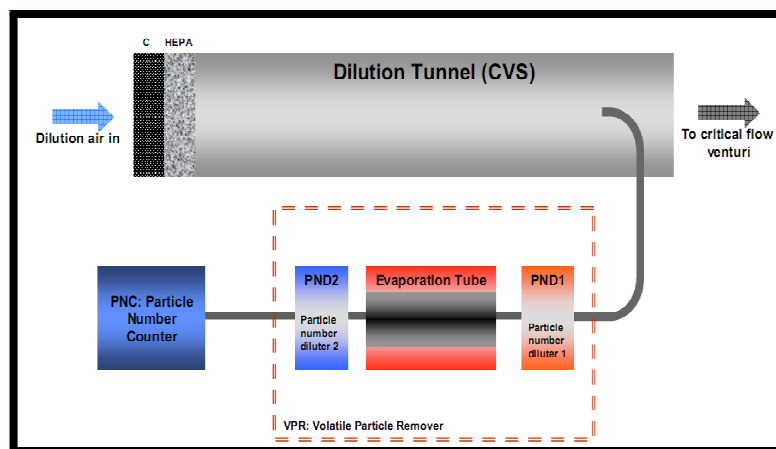 C HEPA
Dilution Tunnel (CVS)
Dilution air in
To critical flow
venturi
PNC: Particle
Number
Counter
PND2
Particle
number
diluter 2
Evaporation Tube
PND1
Particle
number
diluter 1
VPR: Volatile Particle Remover